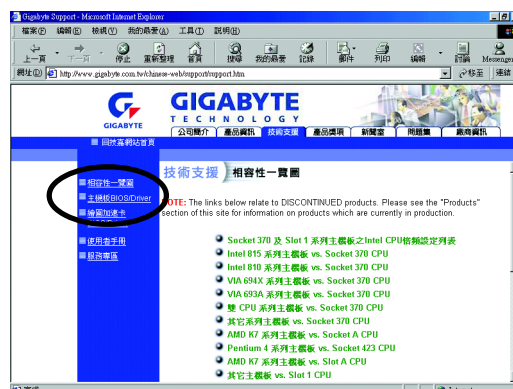 Gigabyte Support - Microsoft Internet Explorer
檔案(F) 編輯(E) 檢視(V) 我的最愛(A) 工具(T) 說明(H)
上一頁 下一頁 停止 重新整理 首頁 搜尋 我的最愛 記錄 郵件 列印 編輯 討論 Messenger
網址(D) http://www.gigabyte.com.tw/chinese-web/support/support.htm 移至 連結
GIGABYTE
GIGABYTE
TECHNOLOGY
公司簡介 產品資訊 技術支援 產品獎項 新聞室 問題集 廠商資訊
回技嘉網站首頁
相容性一覽圖
主機板BIOS/Driver
繪圖加速卡
使用者手冊
服務專區
技術支援 相容性一覽圖
NOTE: The links below relate to DISCONTINUED products. Please see the "Products"
section of this site for information on products which are currently in production.
Socket 370 及 Slot 1 系列主機板之Intel CPU倍頻設定列表
Intel 815 系列主機板 vs. Socket 370 CPU
Intel 810 系列主機板 vs. Socket 370 CPU
VIA 694X 系列主機板 vs. Socket 370 CPU
VIA 693A 系列主機板 vs. Socket 370 CPU
雙 CPU 系列主機板 vs. Socket 370 CPU
其它系列主機板 vs. Socket 370 CPU
AMD K7 系列主機板 vs. Socket A CPU
Pentium 4 系列主機板 vs. Socket 423 CPU
AMD K7 系列主機板 vs. Slot A CPU
其它主機板 vs. Slot 1 CPU